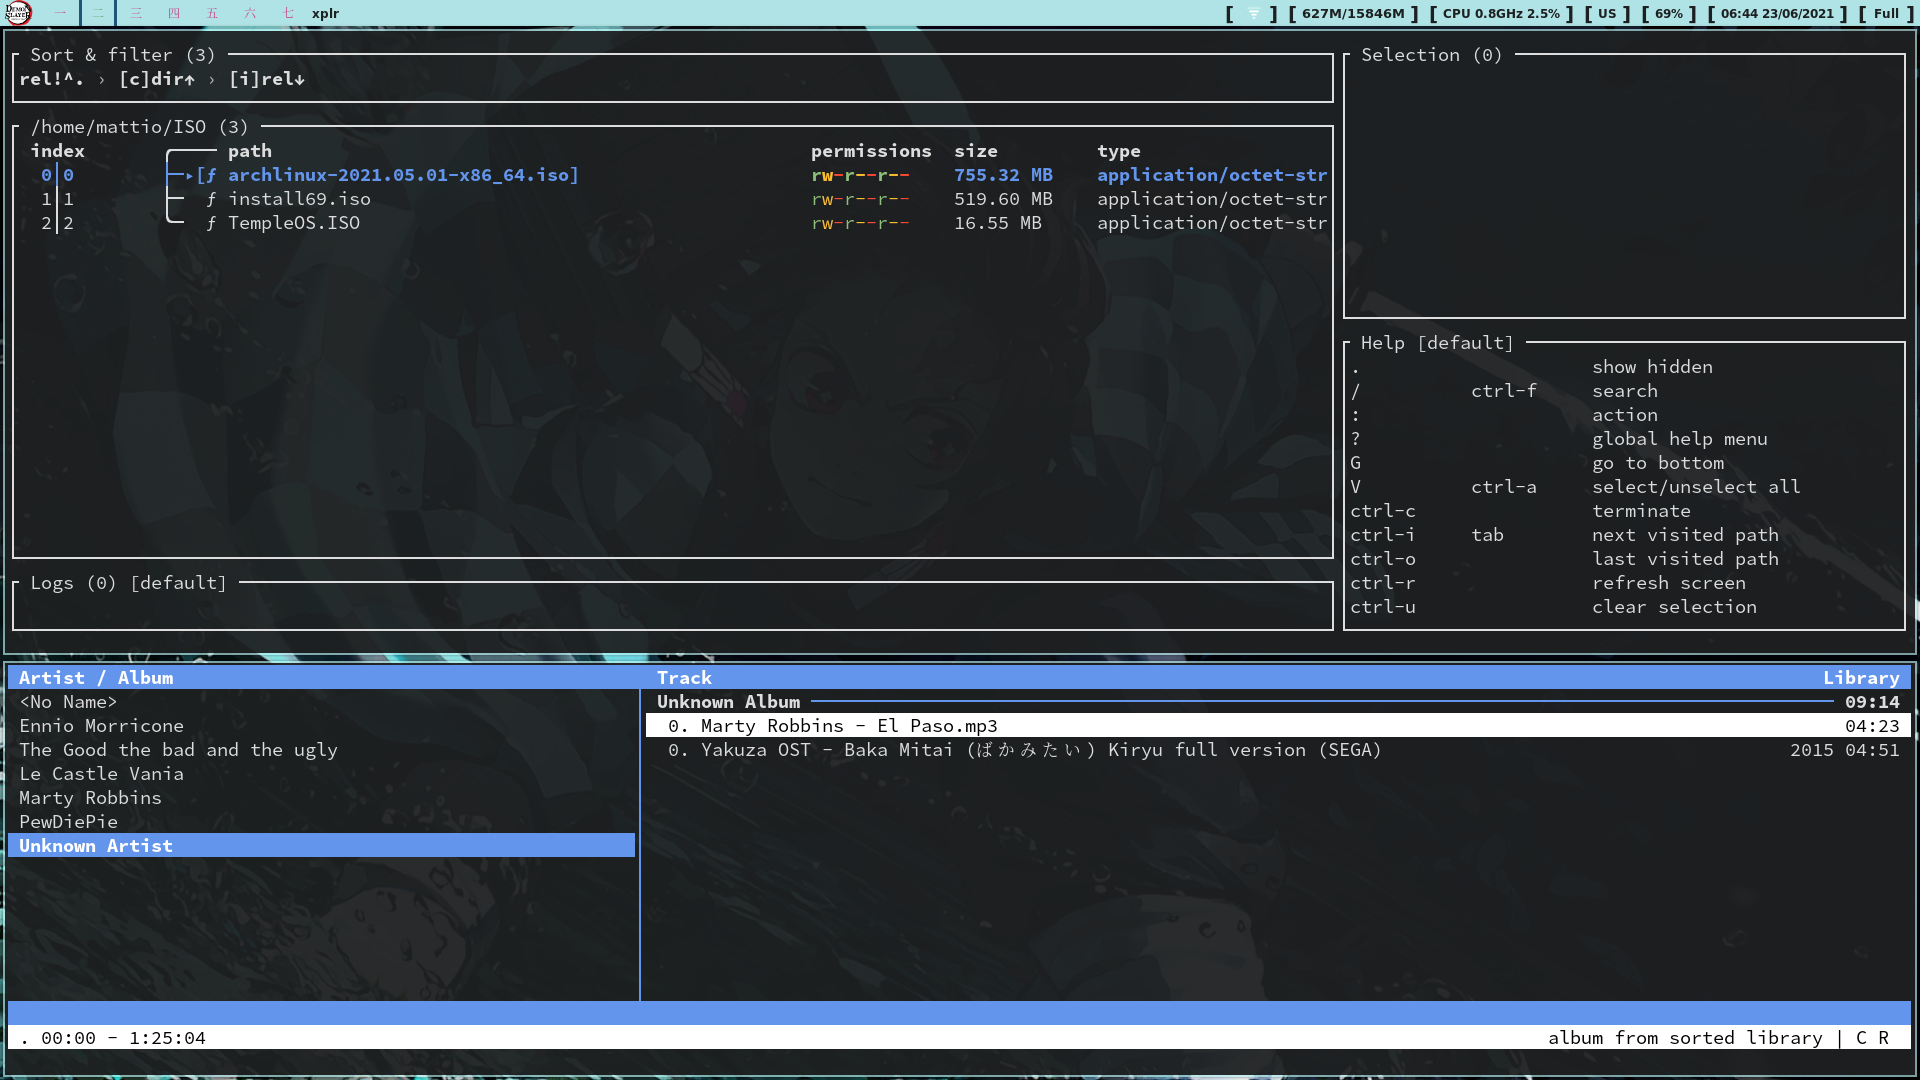 DEMON SLAYER 一 二 三 四 五 六 七 xplr [ ] [ 627M/15846M ] [ CPU 0.8GHz 2.5% ] [ US ] [ 69% ] [ 06:44 23/06/2021 ] [ Full ]
Sort & filter (3)
rel!^. › [c]dir↑ › [i]rel↓
/home/mattio/ISO (3)
index path permissions size type
0│0 ├─▸[ƒ archlinux-2021.05.01-x86_64.iso] rw-r--r-- 755.32 MB application/octet-str
1│1 ├─ ƒ install69.iso rw-r--r-- 519.60 MB application/octet-str
2│2 ╰─ ƒ TempleOS.ISO rw-r--r-- 16.55 MB application/octet-str
Logs (0) [default]
Selection (0)
Help [default]
. show hidden
/ ctrl-f search
: action
? global help menu
G go to bottom
V ctrl-a select/unselect all
ctrl-c terminate
ctrl-i tab next visited path
ctrl-o last visited path
ctrl-r refresh screen
ctrl-u clear selection
Artist / Album
<No Name>
Ennio Morricone
The Good the bad and the ugly
Le Castle Vania
Marty Robbins
PewDiePie
Unknown Artist
Track Library
Unknown Album 09:14
0. Marty Robbins - El Paso.mp3 04:23
0. Yakuza OST - Baka Mitai (ばかみたい) Kiryu full version (SEGA) 2015 04:51
. 00:00 - 1:25:04 album from sorted library | C R